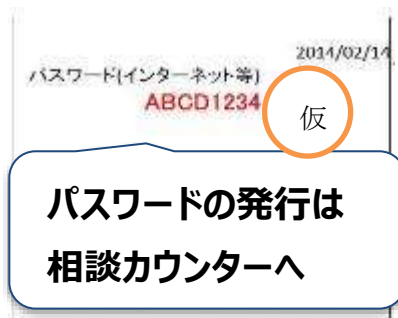 2014/02/14
パスワード(インターネット等)
ABCD1234
仮
パスワードの発行は
相談カウンターへ